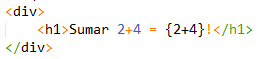 <div>
    <h1>Sumar 2+4 = {2+4}!</h1>
</div>